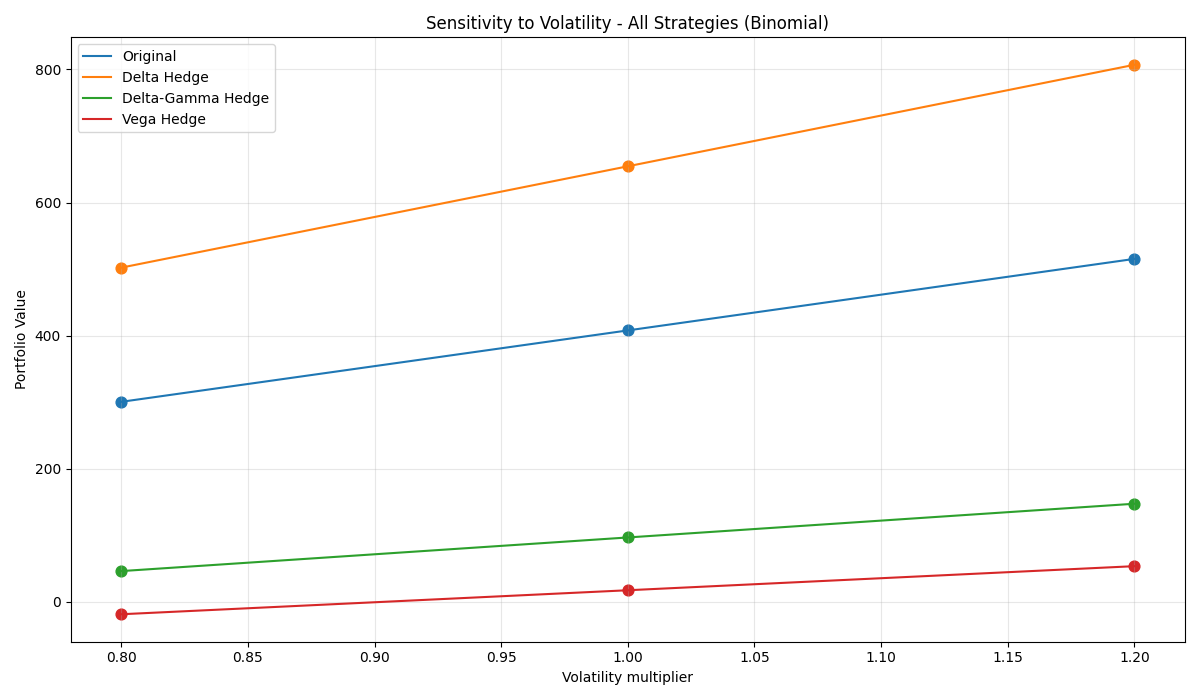 Sensitivity to Volatility - All Strategies (Binomial)
Original
Delta Hedge
Delta-Gamma Hedge
Vega Hedge
Portfolio Value
800
600
400
200
0
0.80 0.85 0.90 0.95 1.00 1.05 1.10 1.15 1.20
Volatility multiplier